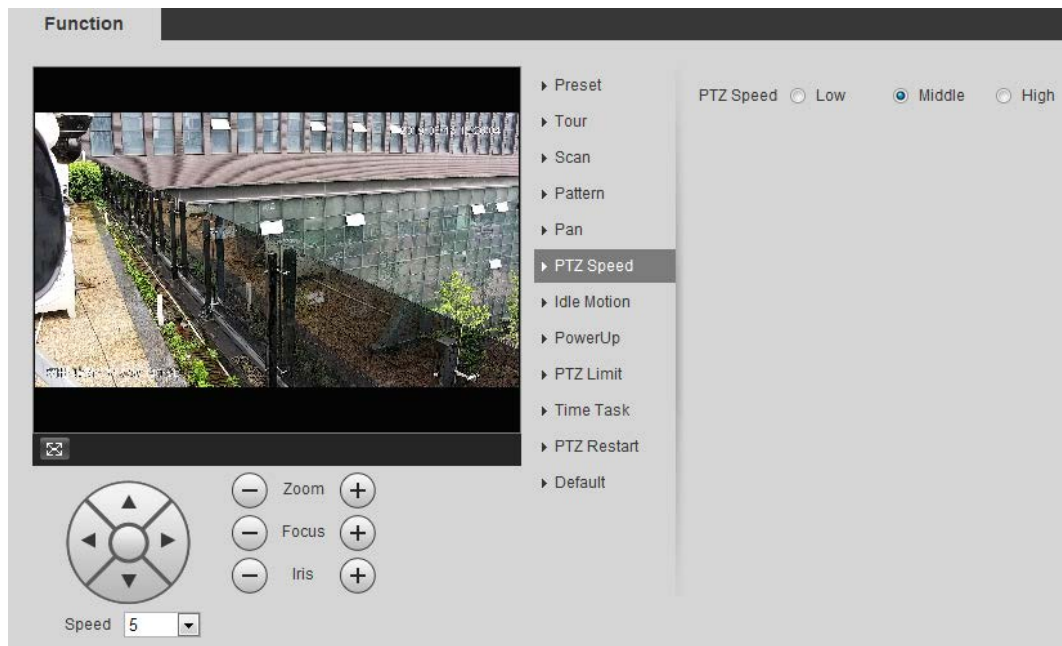 Function
Preset
Tour
Scan
Pattern
Pan
PTZ Speed
Idle Motion
PowerUp
PTZ Limit
Time Task
PTZ Restart
Default
PTZ Speed Low Middle High
Zoom
Focus
Iris
Speed 5